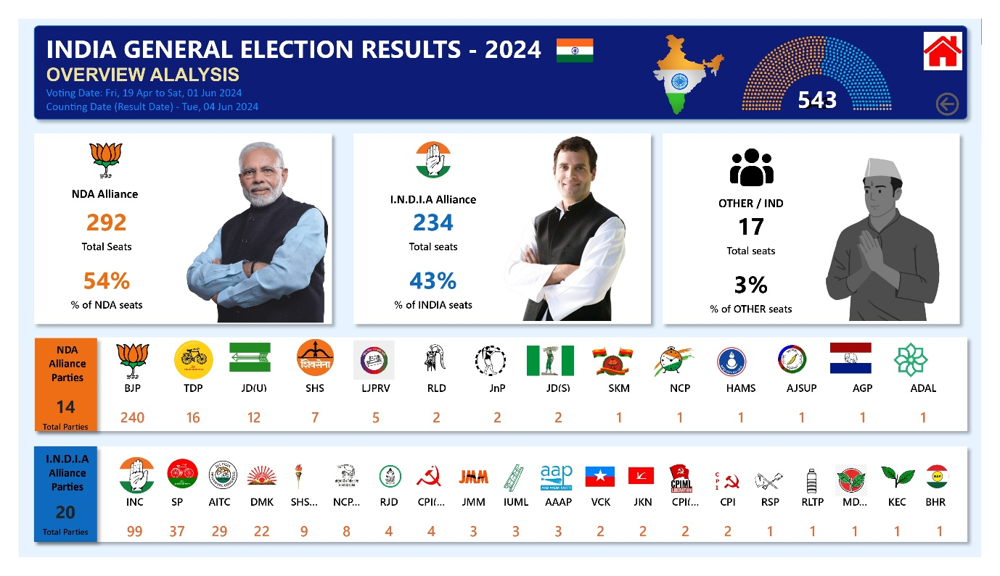 INDIA GENERAL ELECTION RESULTS - 2024
OVERVIEW ALALYSIS
Voting Date: Fri, 19 Apr to Sat, 01 Jun 2024
Counting Date (Result Date) - Tue, 04 Jun 2024
543
NDA Alliance
292
Total Seats
54%
% of NDA seats
I.N.D.I.A Alliance
234
Total seats
43%
% of INDIA seats
OTHER / IND
17
Total seats
3%
% of OTHER seats
NDA
Alliance
Parties
14
Total Parties
शिवसेना
BJP TDP JD(U) SHS LJPRV RLD JnP JD(S) SKM NCP HAMS AJSUP AGP ADAL
240 16 12 7 5 2 2 2 1 1 1 1 1 1
I.N.D.I.A
Alliance
Parties
20
Total Parties
JMM
aap
AAM AADMI PARTY
CPIML
LIBERATION
C
P
I
BAP
INC SP AITC DMK SHS... NCP... RJD CPI(... JMM IUML AAAP VCK JKN CPI(... CPI RSP RLTP MD... KEC BHR
99 37 29 22 9 8 4 4 3 3 3 2 2 2 2 1 1 1 1 1